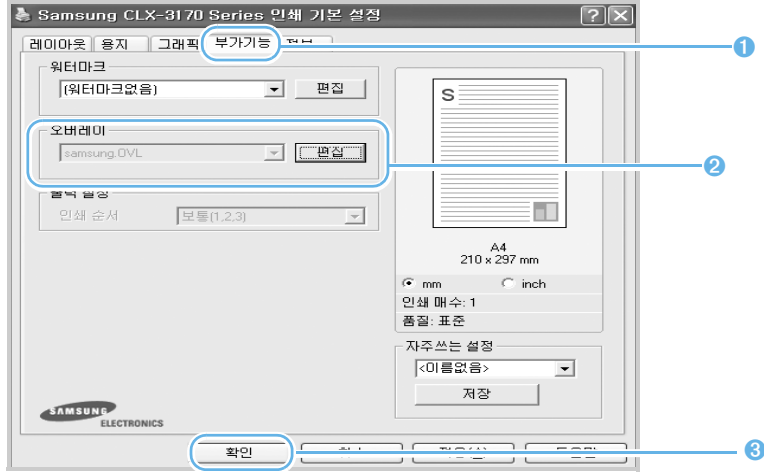 Samsung CLX-3170 Series 인쇄 기본 설정
레이아웃 용지 그래픽 부가기능
1
워터마크
(워터마크없음) 편집
S
오버레이
samsung.OVL 편집
2
출력 설정
인쇄 순서 보통(1,2,3)
A4
210 x 297 mm
mm inch
인쇄 매수: 1
품질: 표준
자주쓰는 설정
<이름없음>
저장
SAMSUNG
ELECTRONICS
확인
3